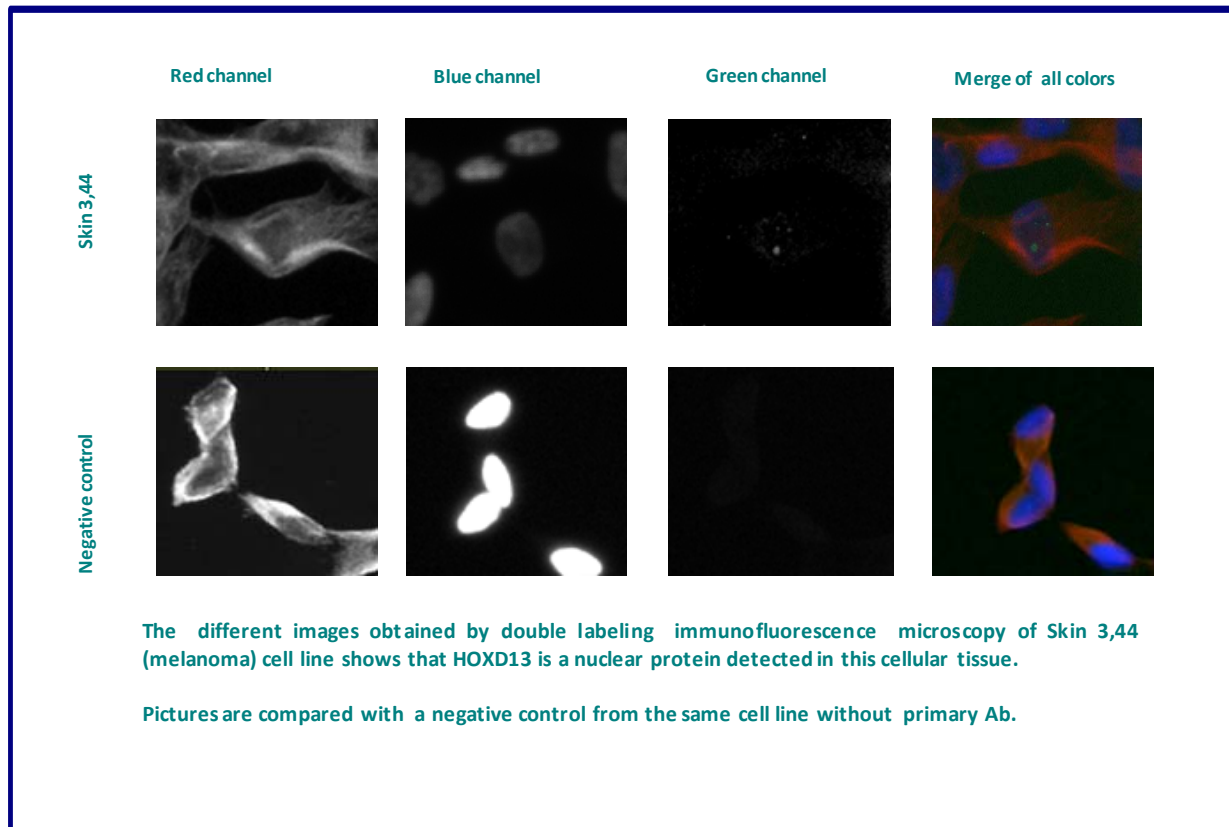 Red channel Blue channel Green channel Merge of all colors
Skin 3,44
Negative control
The different images obtained by double labeling immunofluorescence microscopy of Skin 3,44
(melanoma) cell line shows that HOXD13 is a nuclear protein detected in this cellular tissue.
Pictures are compared with a negative control from the same cell line without primary Ab.